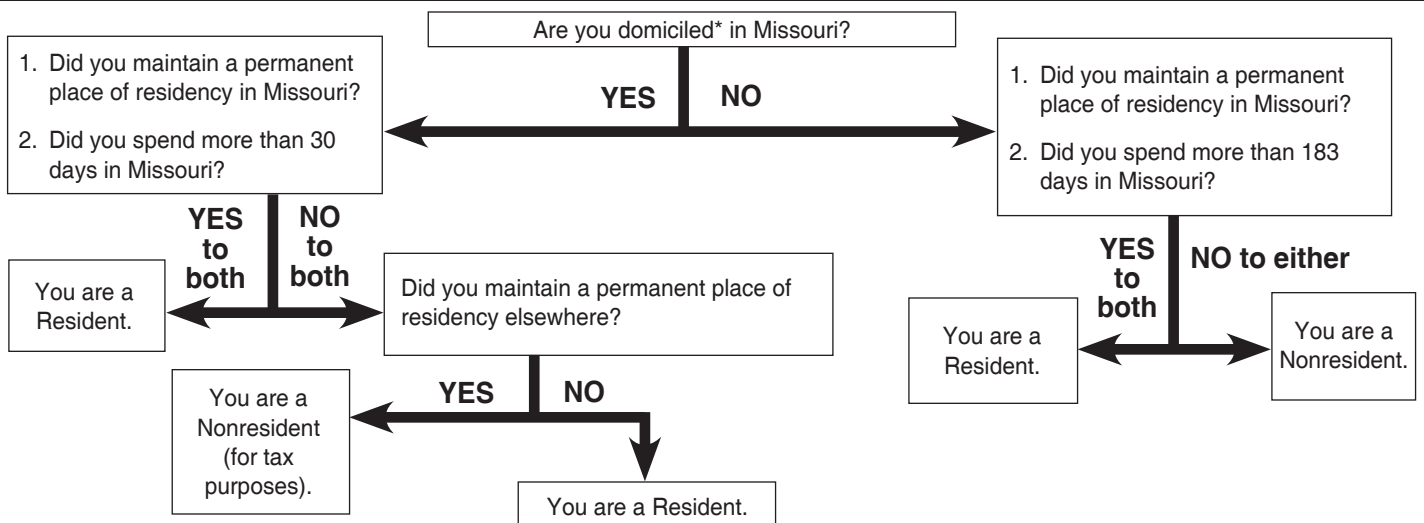 Are you domiciled* in Missouri?
YES
NO
1. Did you maintain a permanent
place of residency in Missouri?
2. Did you spend more than 30
days in Missouri?
YES
to
both
NO
to
both
You are a
Resident.
Did you maintain a permanent place of
residency elsewhere?
YES
NO
You are a
Nonresident
(for tax
purposes).
You are a Resident.
1. Did you maintain a permanent
place of residency in Missouri?
2. Did you spend more than 183
days in Missouri?
YES
to
both
NO to either
You are a
Resident.
You are a
Nonresident.